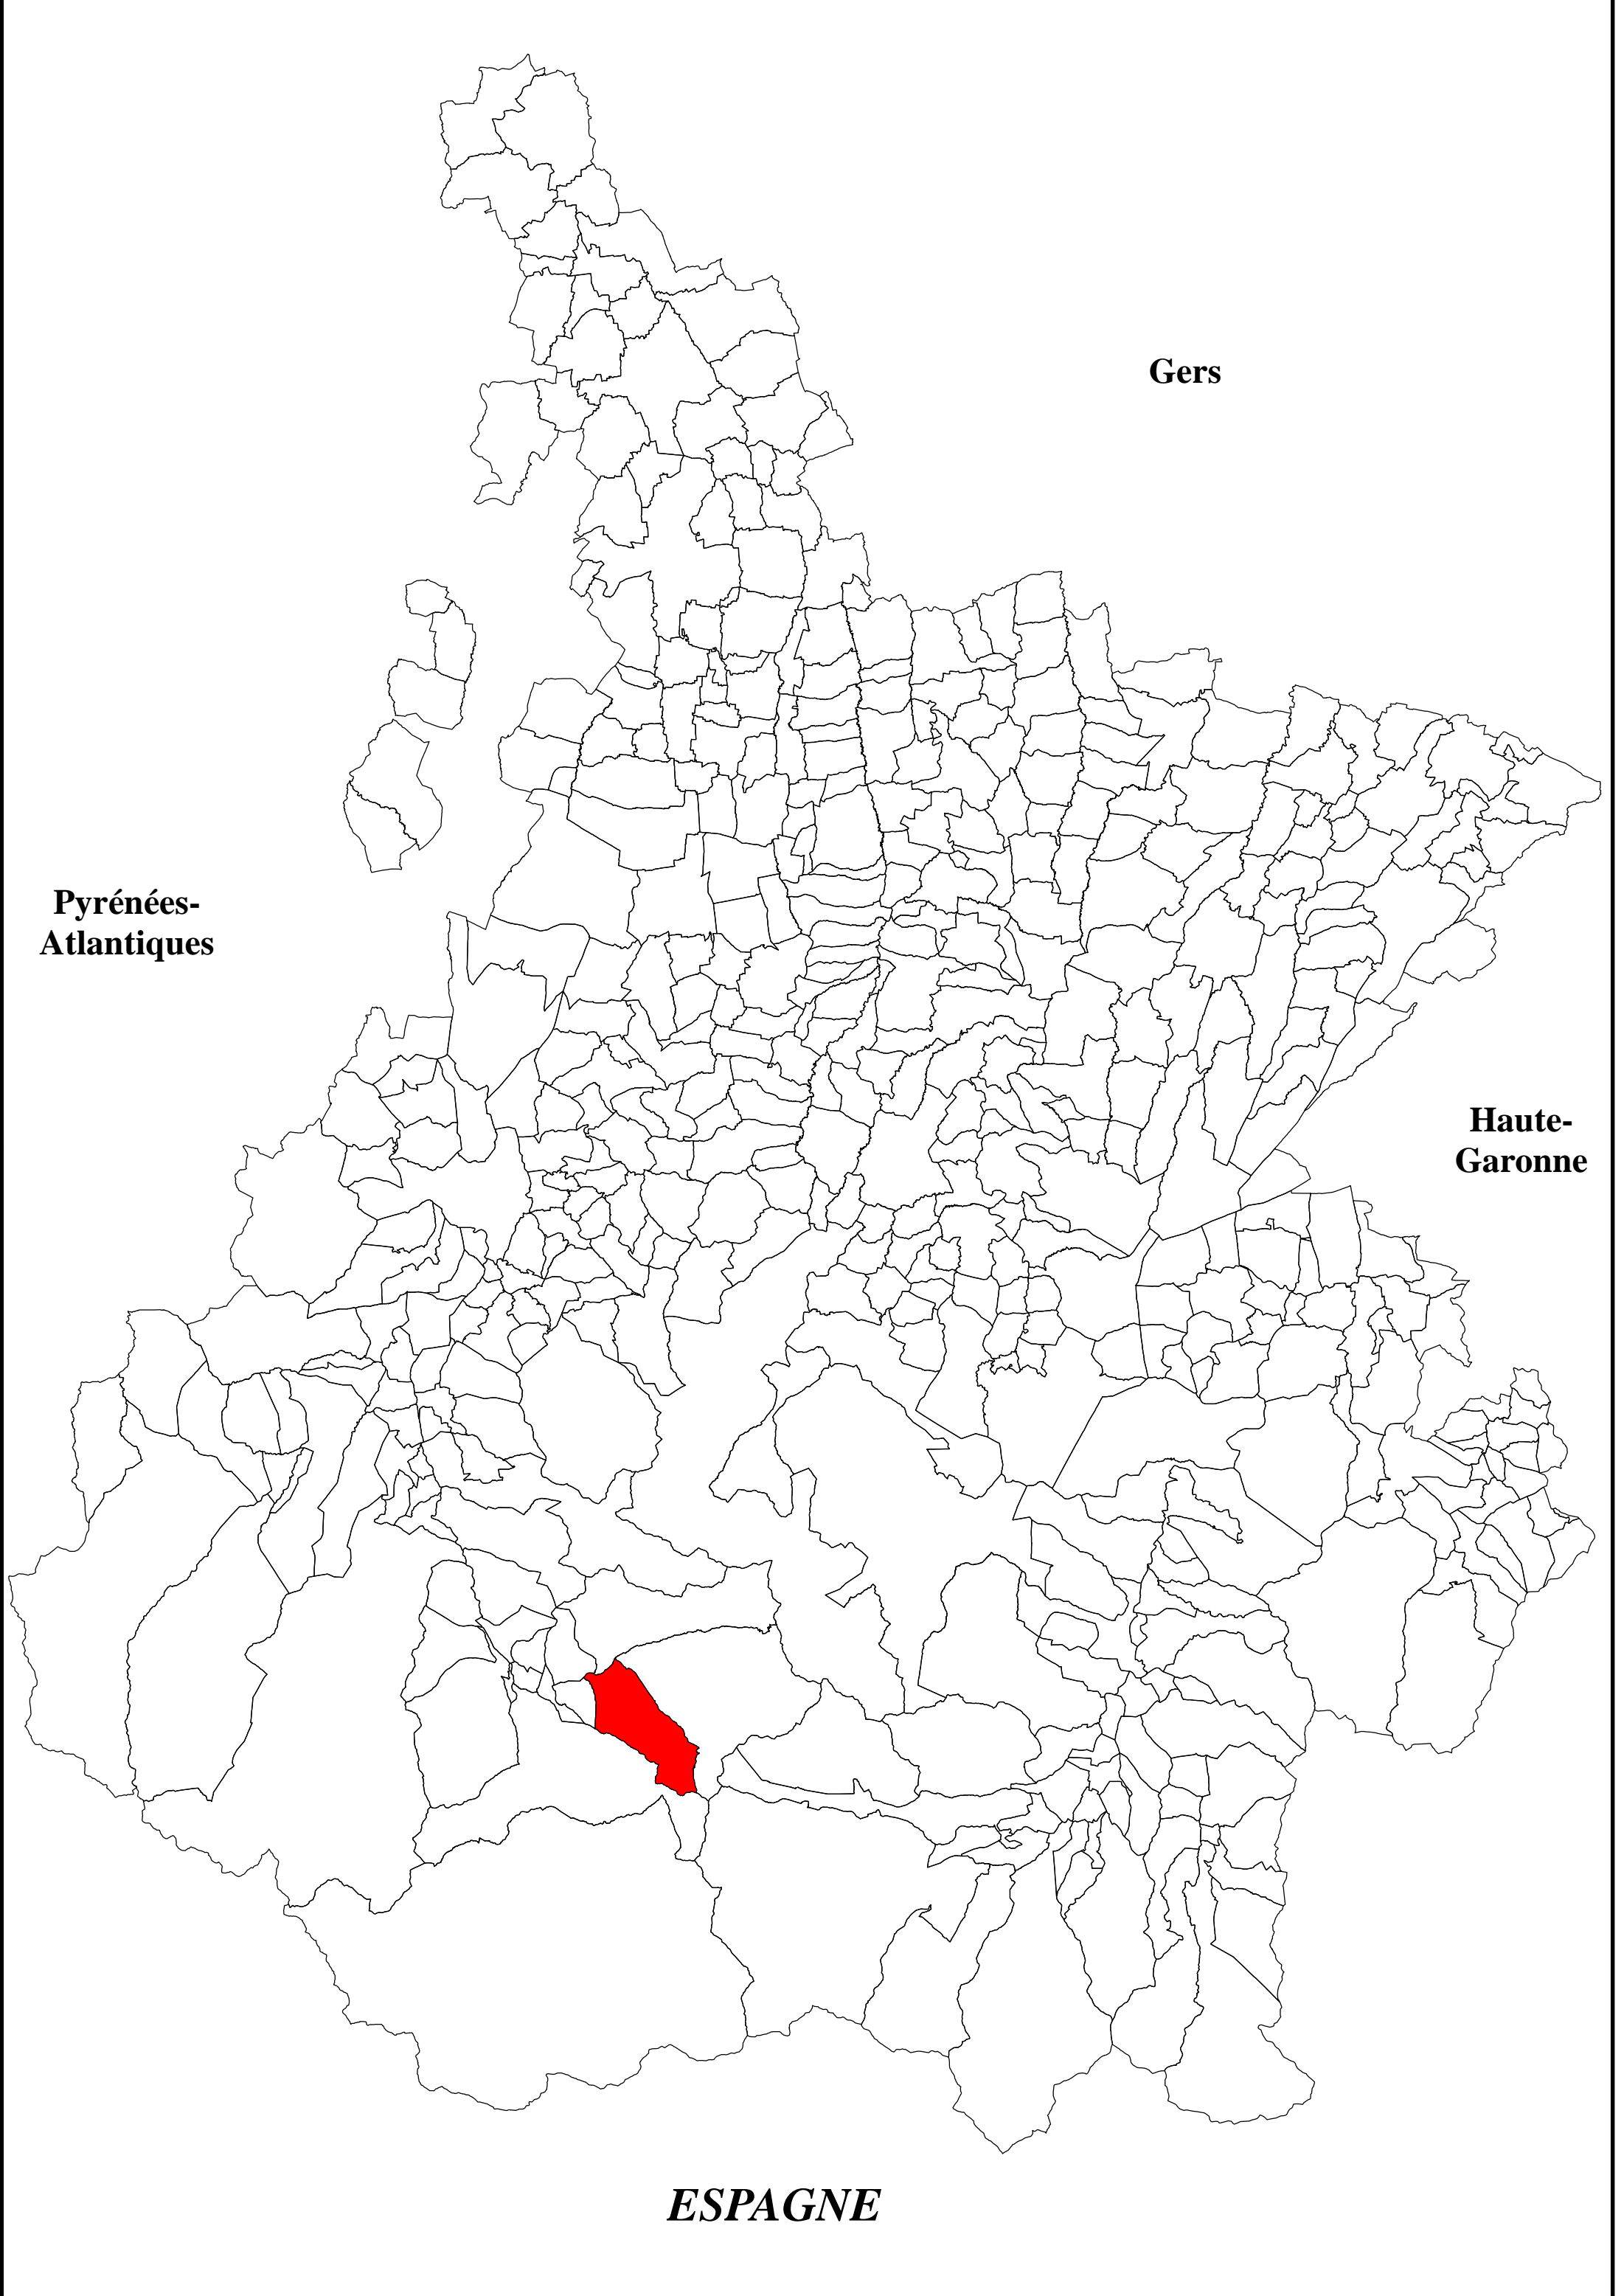 Gers
Pyrénées-
Atlantiques
Haute-
Garonne
ESPAGNE